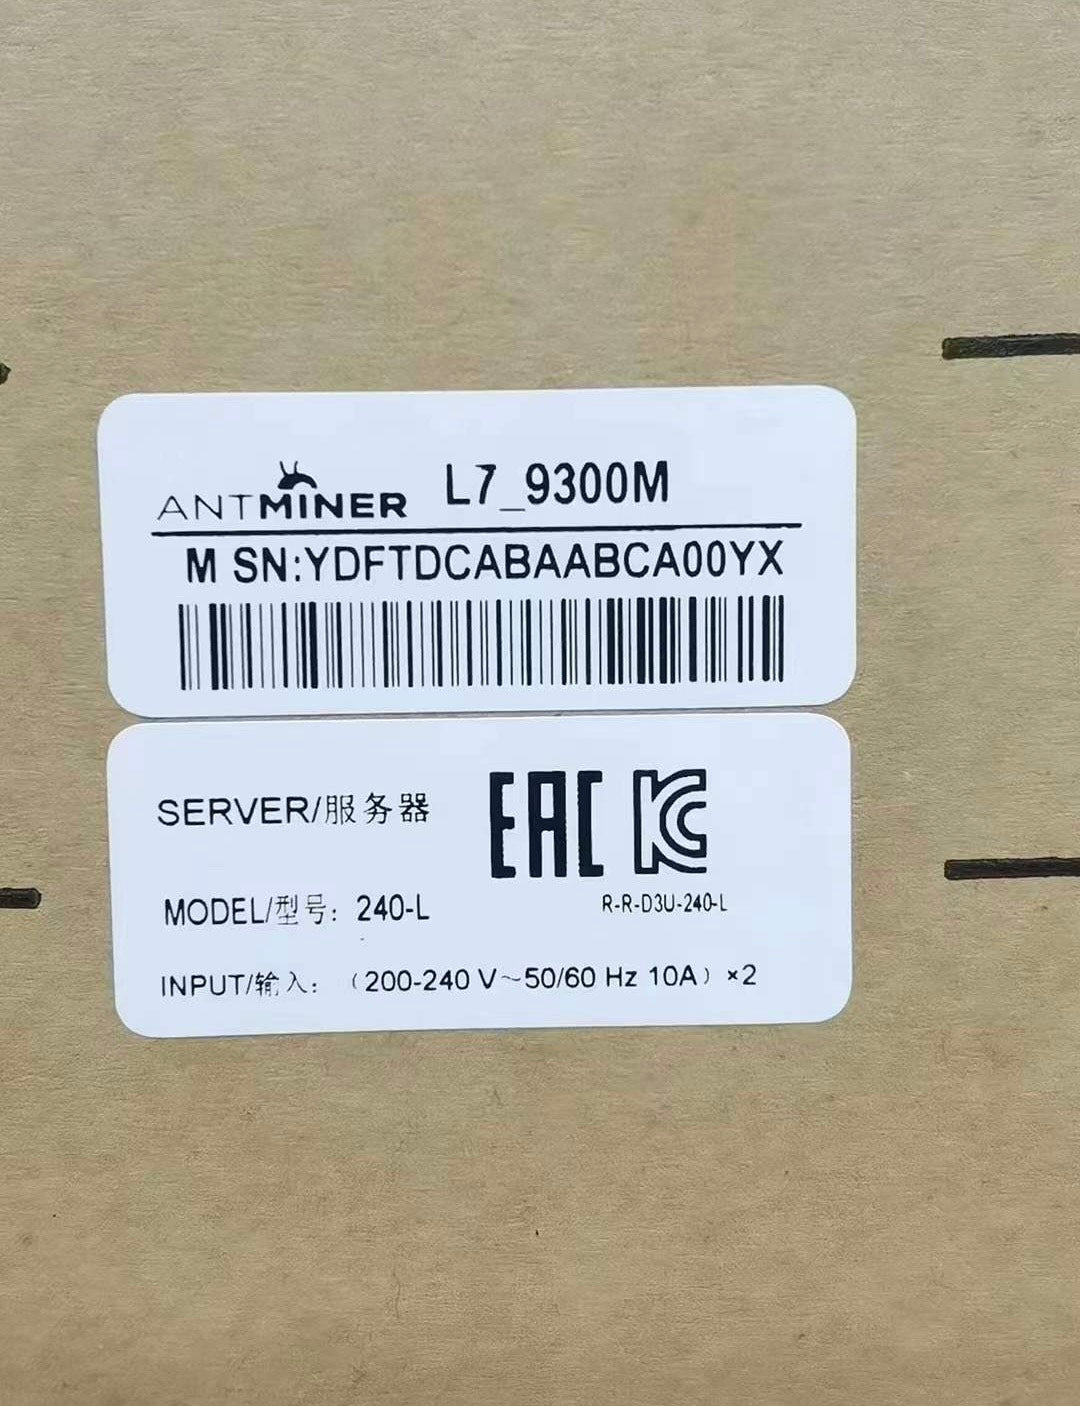 ANTMINER L7_9300M
M SN:YDFTDCABAABCA00YX
SERVER/服务器
EAC KC
MODEL/型号: 240-L
R-R-D3U-240-L
INPUT/输入: (200-240 V~50/60 Hz 10A) ×2